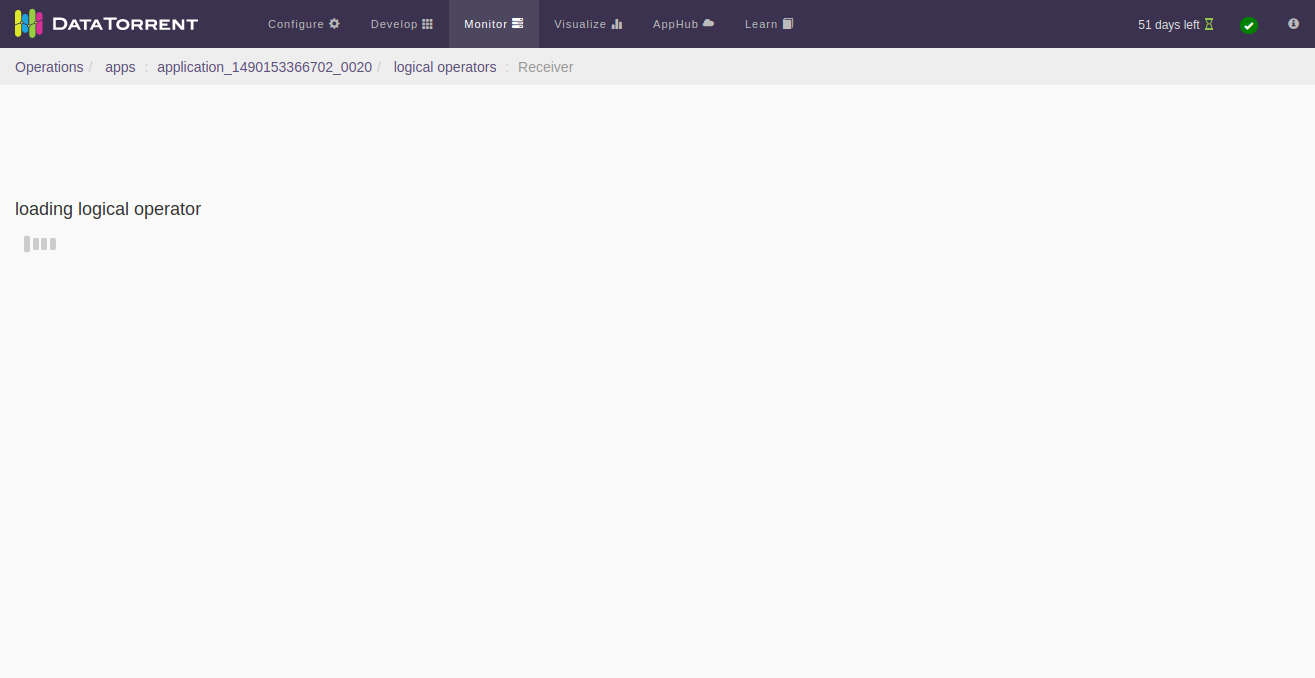 DATATORRENT Configure Develop Monitor Visualize AppHub Learn 51 days left
Operations / apps : application_1490153366702_0020 / logical operators : Receiver
loading logical operator